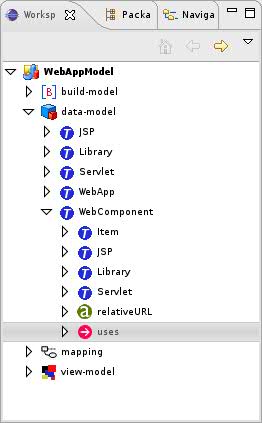 Worksp Packa Naviga
WebAppModel
[B] build-model
data-model
T JSP
T Library
T Servlet
T WebApp
T WebComponent
T Item
T JSP
T Library
T Servlet
a relativeURL
uses
mapping
view-model